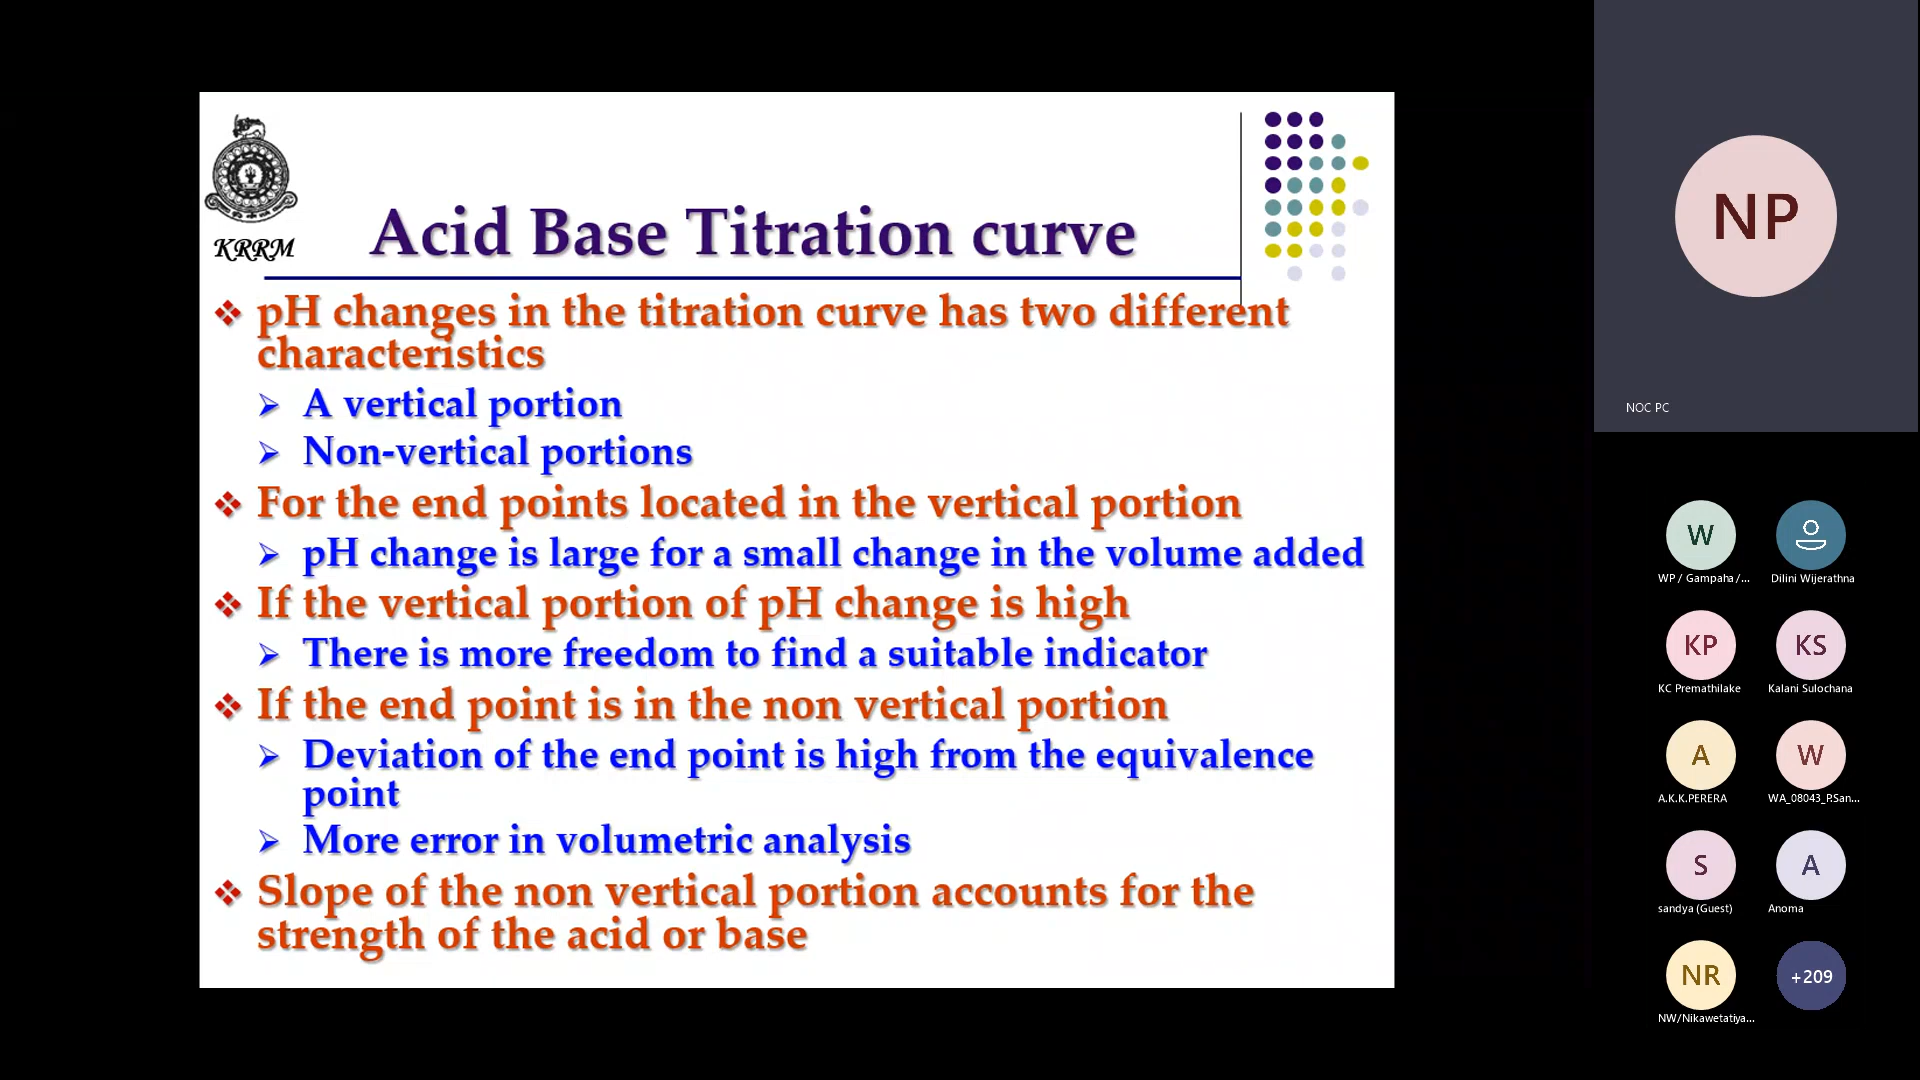 KRRM
Acid Base Titration curve
pH changes in the titration curve has two different
characteristics
A vertical portion
Non-vertical portions
For the end points located in the vertical portion
pH change is large for a small change in the volume added
If the vertical portion of pH change is high
There is more freedom to find a suitable indicator
If the end point is in the non vertical portion
Deviation of the end point is high from the equivalence
point
More error in volumetric analysis
Slope of the non vertical portion accounts for the
strength of the acid or base
NP
NOC PC
W
WP / Gampaha /...
Dilini Wijerathna
KP
KC Premathilake
KS
Kalani Sulochana
A
A.K.K.PERERA
W
WA_08043_P.San...
S
sandya (Guest)
A
Anoma
NR
NW/Nikawetatiya...
+209